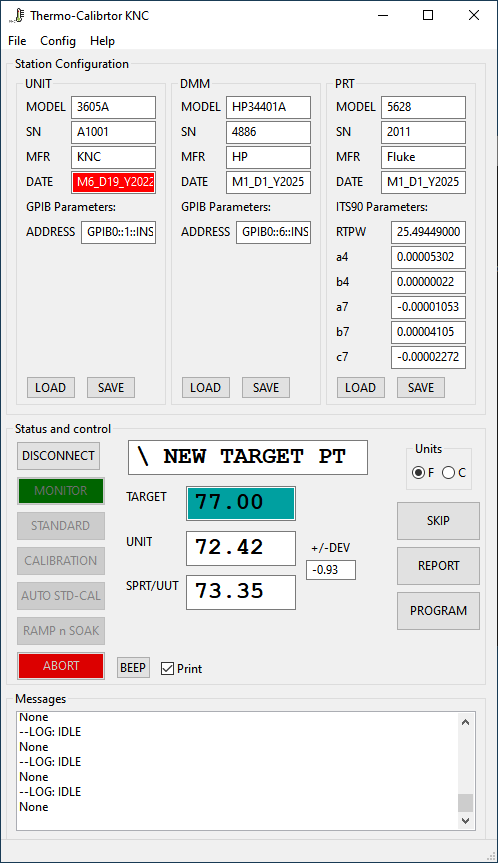 Thermo-Calibrtor KNC
File Config Help
Station Configuration
UNIT
MODEL 3605A
SN A1001
MFR KNC
DATE M6_D19_Y2022
GPIB Parameters:
ADDRESS GPIB0::1::INS
LOAD SAVE
DMM
MODEL HP34401A
SN 4886
MFR HP
DATE M1_D1_Y2025
GPIB Parameters:
ADDRESS GPIB0::6::INS
LOAD SAVE
PRT
MODEL 5628
SN 2011
MFR Fluke
DATE M1_D1_Y2025
ITS90 Parameters:
RTPW 25.49449000
a4 0.00005302
b4 0.00000022
a7 -0.00001053
b7 0.00004105
c7 -0.00002272
LOAD SAVE
Status and control
DISCONNECT
MONITOR
STANDARD
CALIBRATION
AUTO STD-CAL
RAMP n SOAK
ABORT
\ NEW TARGET PT
TARGET 77.00
UNIT 72.42
SPRT/UUT 73.35
+/-DEV
-0.93
BEEP Print
Units
F C
SKIP
REPORT
PROGRAM
Messages
None
--LOG: IDLE
None
--LOG: IDLE
None
--LOG: IDLE
None